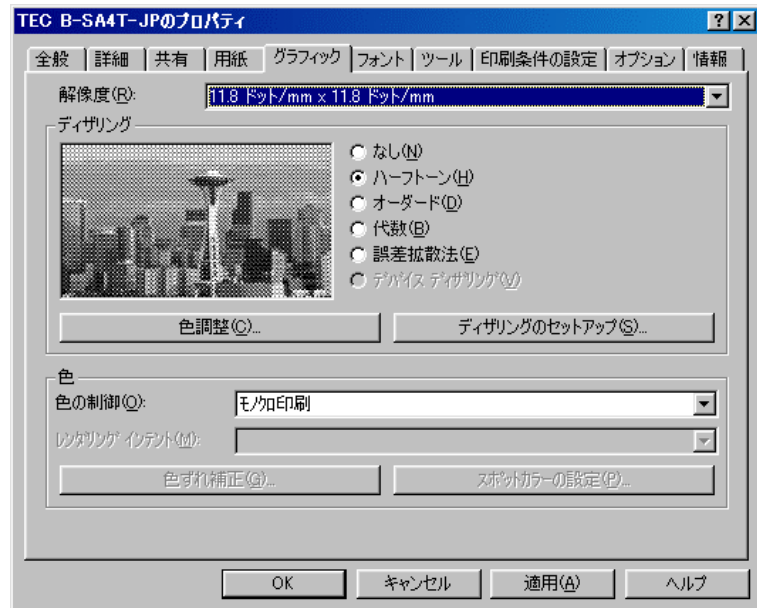 TEC B-SA4T-JPのプロパティ
全般 詳細 共有 用紙 グラフィック フォント ツール 印刷条件の設定 オプション 情報
解像度(R): 11.8 ドット/mm x 11.8 ドット/mm
ディザリング
なし(N)
ハーフトーン(H)
オーダード(D)
代数(B)
誤差拡散法(E)
デバイス ディザリング(V)
色調整(C)... ディザリングのセットアップ(S)...
色
色の制御(O): モノクロ印刷
レンダリング インテント(M):
色ずれ補正(G)... スポットカラーの設定(P)...
OK キャンセル 適用(A) ヘルプ